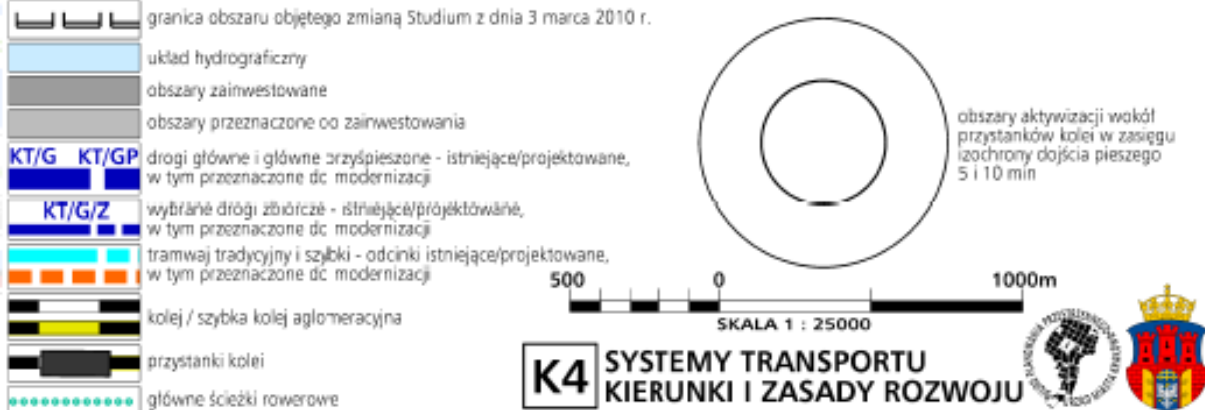 granica obszaru objętego zmianą Studium z dnia 3 marca 2010 r.
układ hydrograficzny
obszary zainwestowane
obszary przeznaczone do zainwestowania
KT/G KT/GP
drogi główne i główne przyśpieszone - istniejące/projektowane,
w tym przeznaczone do modernizacji
KT/G/Z
wybrane drogi zbiorcze - istniejące/projektowane,
w tym przeznaczone do modernizacji
tramwaj tradycyjny i szybki - odcinki istniejące/projektowane,
w tym przeznaczone do modernizacji
kolej / szybka kolej aglomeracyjna
przystanki kolei
główne ścieżki rowerowe
obszary aktywizacji wokół
przystanków kolei w zasięgu
izochrony dojścia pieszego
5 i 10 min
500 0 1000m
SKALA 1 : 25000
K4 SYSTEMY TRANSPORTU
KIERUNKI I ZASADY ROZWOJU